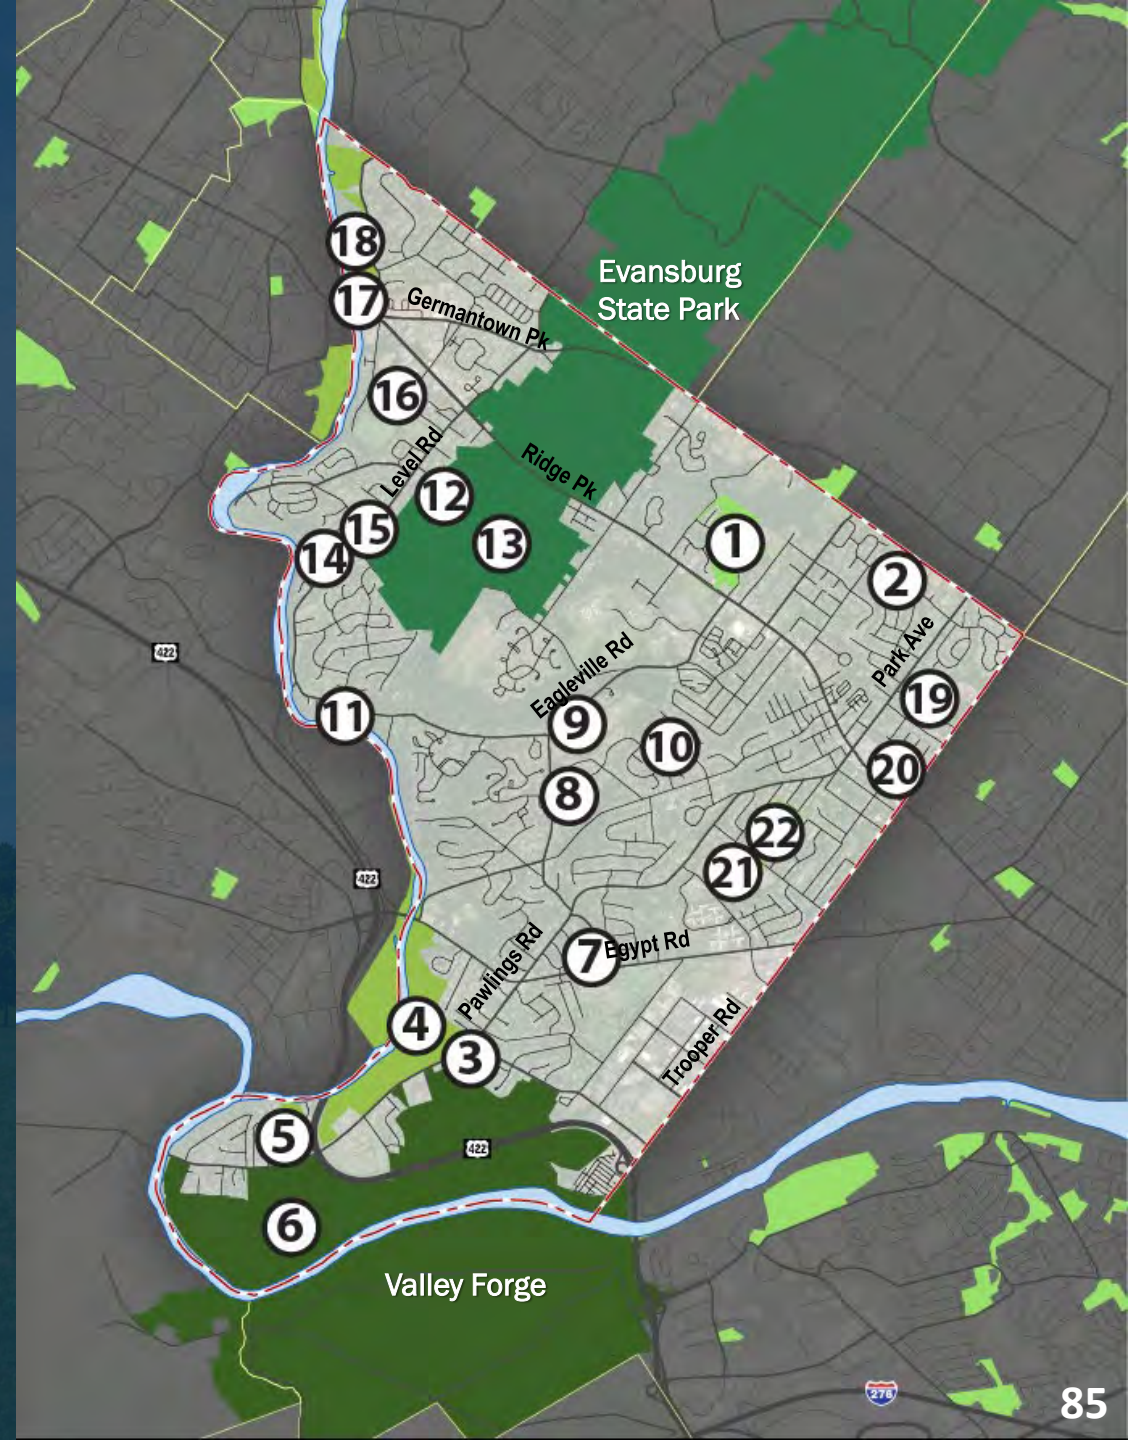 Evansburg
State Park
18
17
Germantown Pk
16
Level Rd
Ridge Pk
12
15
13
14
1
2
Park Ave
422
Eagleville Rd
19
11
9
10
20
8
22
21
422
Pawlings Rd
7
Egypt Rd
4
3
Trooper Rd
5
422
6
Valley Forge
276
85